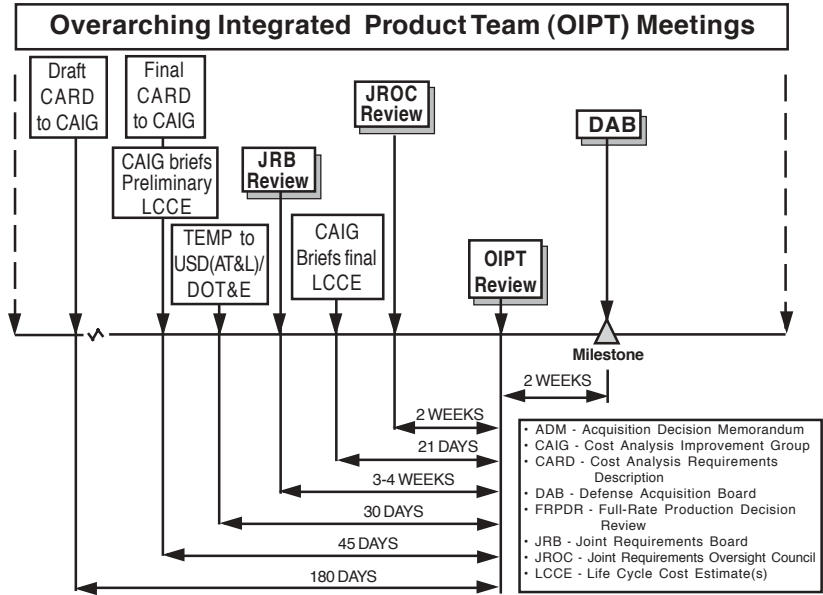 Overarching Integrated Product Team (OIPT) Meetings
Draft
CARD
to CAIG
Final
CARD
to CAIG
CAIG briefs
Preliminary
LCCE
TEMP to
USD(AT&L)/
DOT&E
JRB
Review
CAIG
Briefs final
LCCE
JROC
Review
OIPT
Review
DAB
Milestone
2 WEEKS
2 WEEKS
21 DAYS
3-4 WEEKS
30 DAYS
45 DAYS
180 DAYS
• ADM - Acquisition Decision Memorandum
• CAIG - Cost Analysis Improvement Group
• CARD - Cost Analysis Requirements
Description
• DAB - Defense Acquisition Board
• FRPDR - Full-Rate Production Decision
Review
• JRB - Joint Requirements Board
• JROC - Joint Requirements Oversight Council
• LCCE - Life Cycle Cost Estimate(s)